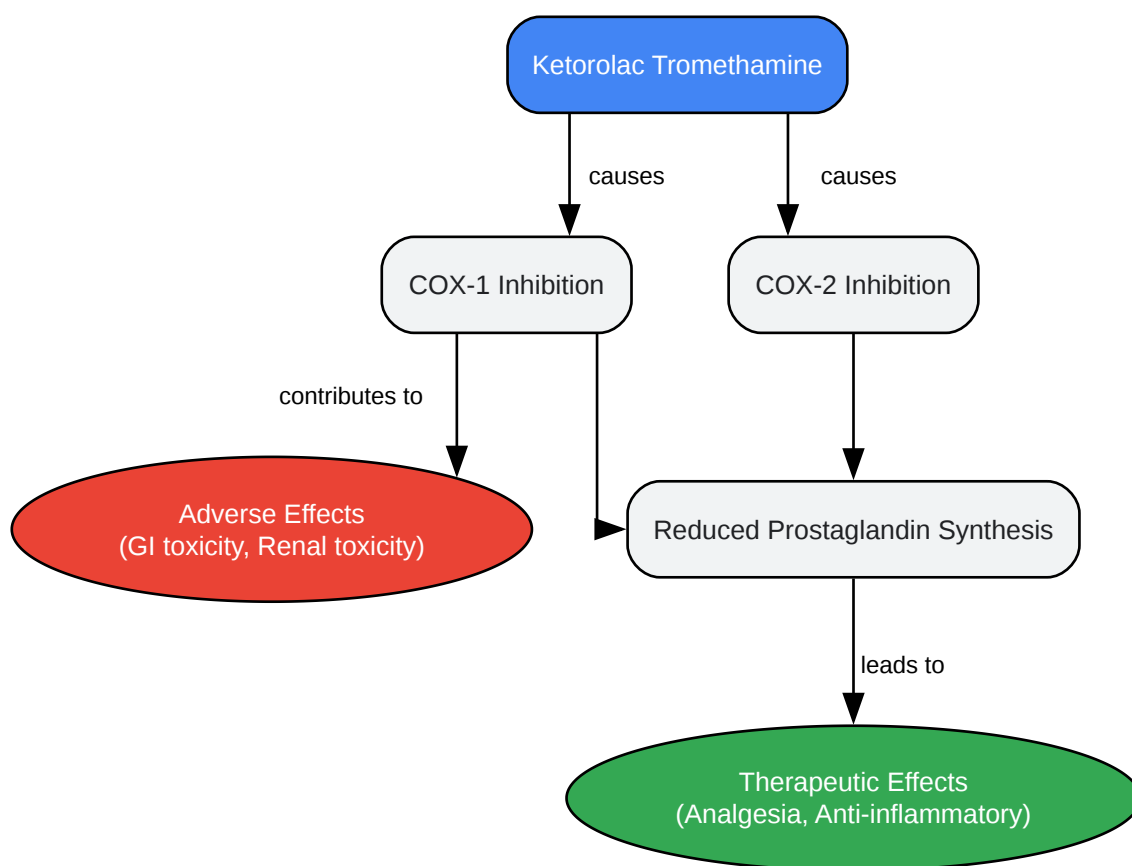 Ketorolac Tromethamine
causes
causes
COX-1 Inhibition
COX-2 Inhibition
contributes to
Adverse Effects
(GI toxicity, Renal toxicity)
Reduced Prostaglandin Synthesis
leads to
Therapeutic Effects
(Analgesia, Anti-inflammatory)